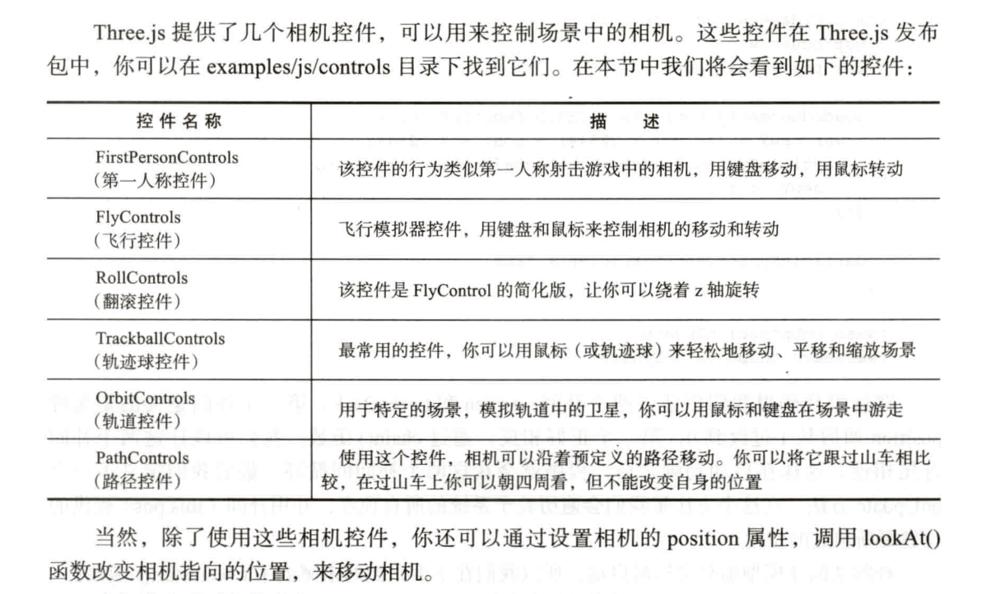 Three.js 提供了几个相机控件，可以用来控制场景中的相机。这些控件在 Three.js 发布
包中，你可以在 examples/js/controls 目录下找到它们。在本节中我们将会看到如下的控件：
控件名称 描 述
FirstPersonControls
（第一人称控件）
该控件的行为类似第一人称射击游戏中的相机，用键盘移动，用鼠标转动
FlyControls
（飞行控件）
飞行模拟器控件，用键盘和鼠标来控制相机的移动和转动
RollControls
（翻滚控件）
该控件是 FlyControl 的简化版，让你可以绕着 z 轴旋转
TrackballControls
（轨迹球控件）
最常用的控件，你可以用鼠标（或轨迹球）来轻松地移动、平移和缩放场景
OrbitControls
（轨道控件）
用于特定的场景，模拟轨道中的卫星，你可以用鼠标和键盘在场景中游走
PathControls
（路径控件）
使用这个控件，相机可以沿着预定义的路径移动。你可以将它跟过山车相比
较，在过山车上你可以朝四周看，但不能改变自身的位置
当然，除了使用这些相机控件，你还可以通过设置相机的 position 属性，调用lookAt()
函数改变相机指向的位置，来移动相机。